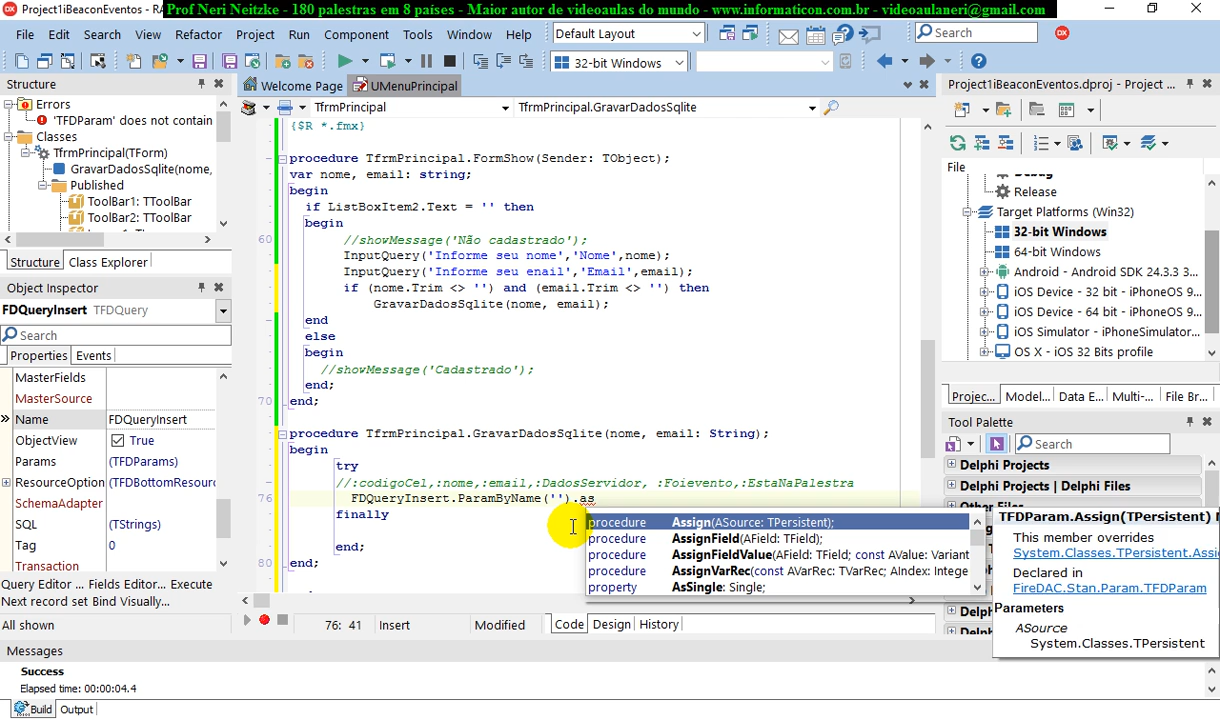 Project1iBeaconEventos - RA
Prof Neri Neitzke - 180 palestras em 8 países - Maior autor de videoaulas do mundo - www.informaticon.com.br - videoaulaneri@gmail.com
File Edit Search View Refactor Project Run Component Tools Window Help
Default Layout
Search
DX
32-bit Windows
Structure
Welcome Page
UMenuPrincipal
Project1iBeaconEventos.dproj - Project ...
Errors
'TFDParam' does not contain
Classes
TfrmPrincipal(TForm)
GravarDadosSqlite(nome,
Published
ToolBar1: TToolBar
ToolBar2: TToolBar
Structure Class Explorer
TfrmPrincipal
TfrmPrincipal.GravarDadosSqlite
{$R *.fmx}
procedure TfrmPrincipal.FormShow(Sender: TObject);
var nome, email: string;
begin
if ListBoxItem2.Text = '' then
begin
60 //showMessage('Não cadastrado');
InputQuery('Informe seu nome','Nome',nome);
InputQuery('Informe seu enail','Email',email);
if (nome.Trim <> '') and (email.Trim <> '') then
GravarDadosSqlite(nome, email);
end
else
begin
//showMessage('Cadastrado');
end;
70 end;
procedure TfrmPrincipal.GravarDadosSqlite(nome, email: String);
begin
try
//:codigoCel,:nome,:email,:DadosServidor, :Foievento,:EstaNaPalestra
76 FDQueryInsert.ParamByName('').as
finally
end;
80 end;
procedure Assign(ASource: TPersistent);
procedure AssignField(AField: TField);
procedure AssignFieldValue(AField: TField; const AValue: Variant
procedure AssignVarRec(const AVarRec: TVarRec; AIndex: Intege
property AsSingle: Single;
TFDParam.Assign(TPersistent)
This member overrides
System.Classes.TPersistent.Assi
Declared in
FireDAC.Stan.Param.TFDParam
Parameters
ASource
System.Classes.TPersistent
Object Inspector
FDQueryInsert TFDQuery
Search
Properties Events
MasterFields
MasterSource
Name FDQueryInsert
ObjectView True
Params (TFDParams)
ResourceOption (TFDBottomResourc
SchemaAdapter
SQL (TStrings)
Tag 0
Transaction
Query Editor ... Fields Editor... Execute
Next record set Bind Visually...
All shown
76: 41 Insert Modified
Code Design History
File
Debug
Release
Target Platforms (Win32)
32-bit Windows
64-bit Windows
Android - Android SDK 24.3.3 3...
iOS Device - 32 bit - iPhoneOS 9...
iOS Device - 64 bit - iPhoneOS 9...
iOS Simulator - iPhoneSimulator...
OS X - iOS 32 Bits profile
Projec... Model... Data E... Multi-... File Br...
Tool Palette
Search
Delphi Projects
Delphi Projects | Delphi Files
Messages
Success
Elapsed time: 00:00:04.4
Build Output